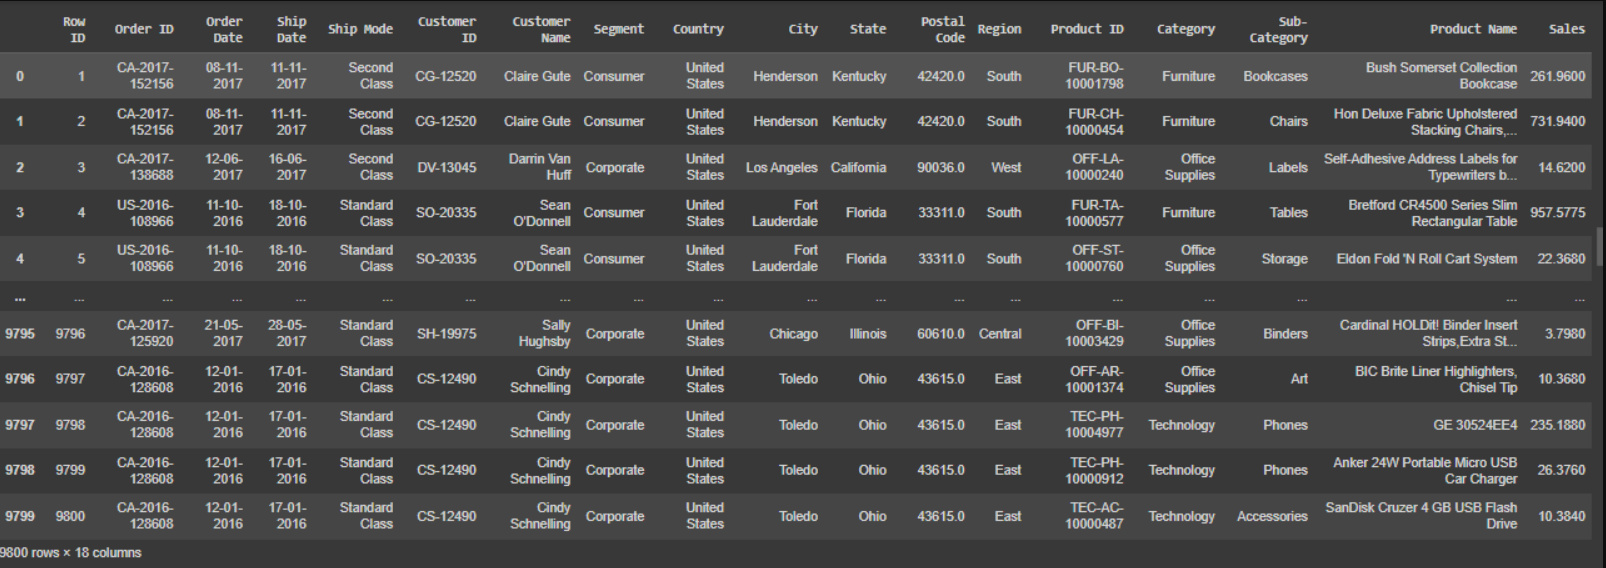 Row ID Order ID Order Date Ship Date Ship Mode Customer ID Customer Name Segment Country City State Postal Code Region Product ID Category Sub-Category Product Name Sales
0 1 CA-2017-152156 08-11-2017 11-11-2017 Second Class CG-12520 Claire Gute Consumer United States Henderson Kentucky 42420.0 South FUR-BO-10001798 Furniture Bookcases Bush Somerset Collection Bookcase 261.9600
1 2 CA-2017-152156 08-11-2017 11-11-2017 Second Class CG-12520 Claire Gute Consumer United States Henderson Kentucky 42420.0 South FUR-CH-10000454 Furniture Chairs Hon Deluxe Fabric Upholstered Stacking Chairs,... 731.9400
2 3 CA-2017-138688 12-06-2017 16-06-2017 Second Class DV-13045 Darrin Van Huff Corporate United States Los Angeles California 90036.0 West OFF-LA-10000240 Office Supplies Labels Self-Adhesive Address Labels for Typewriters b... 14.6200
3 4 US-2016-108966 11-10-2016 18-10-2016 Standard Class SO-20335 Sean O'Donnell Consumer United States Fort Lauderdale Florida 33311.0 South FUR-TA-10000577 Furniture Tables Bretford CR4500 Series Slim Rectangular Table 957.5775
4 5 US-2016-108966 11-10-2016 18-10-2016 Standard Class SO-20335 Sean O'Donnell Consumer United States Fort Lauderdale Florida 33311.0 South OFF-ST-10000760 Office Supplies Storage Eldon Fold 'N Roll Cart System 22.3680
... ... ... ... ... ... ... ... ... ... ... ... ... ... ... ... ... ... ...
9795 9796 CA-2017-125920 21-05-2017 28-05-2017 Standard Class SH-19975 Sally Hughsby Corporate United States Chicago Illinois 60610.0 Central OFF-BI-10003429 Office Supplies Binders Cardinal HOLDit! Binder Insert Strips,Extra St... 3.7980
9796 9797 CA-2016-128608 12-01-2016 17-01-2016 Standard Class CS-12490 Cindy Schnelling Corporate United States Toledo Ohio 43615.0 East OFF-AR-10001374 Office Supplies Art BIC Brite Liner Highlighters, Chisel Tip 10.3680
9797 9798 CA-2016-128608 12-01-2016 17-01-2016 Standard Class CS-12490 Cindy Schnelling Corporate United States Toledo Ohio 43615.0 East TEC-PH-10004977 Technology Phones GE 30524EE4 235.1880
9798 9799 CA-2016-128608 12-01-2016 17-01-2016 Standard Class CS-12490 Cindy Schnelling Corporate United States Toledo Ohio 43615.0 East TEC-PH-10000912 Technology Phones Anker 24W Portable Micro USB Car Charger 26.3760
9799 9800 CA-2016-128608 12-01-2016 17-01-2016 Standard Class CS-12490 Cindy Schnelling Corporate United States Toledo Ohio 43615.0 East TEC-AC-10000487 Technology Accessories SanDisk Cruzer 4 GB USB Flash Drive 10.3840
9800 rows × 18 columns